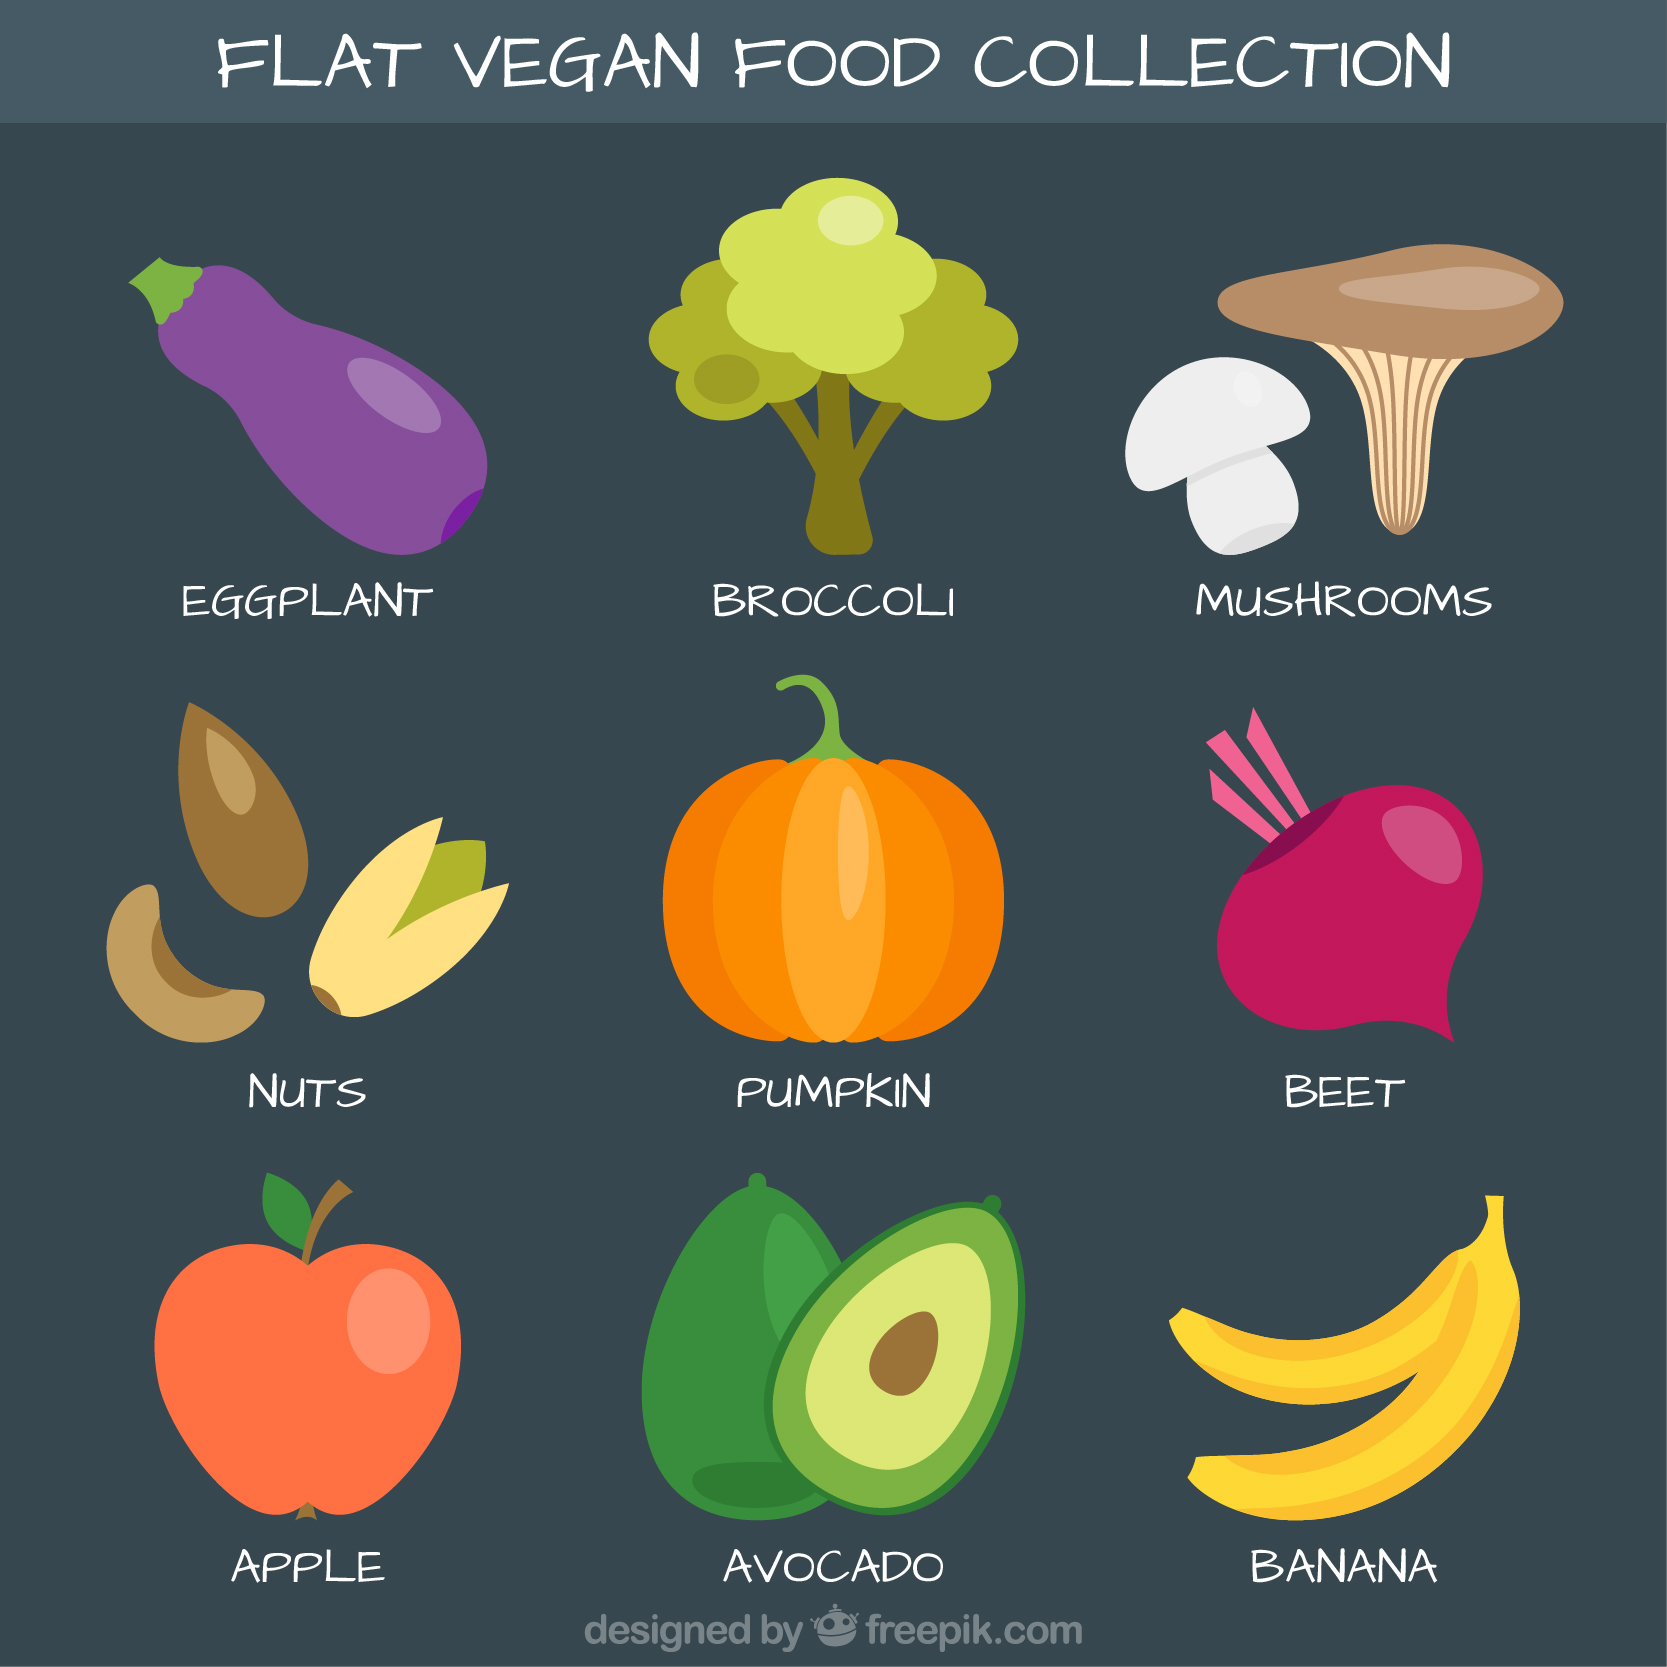 FLAT VEGAN FOOD COLLECTION
EGGPLANT
BROCCOLI
MUSHROOMS
NUTS
PUMPKIN
BEET
APPLE
AVOCADO
BANANA
designed by freepik.com